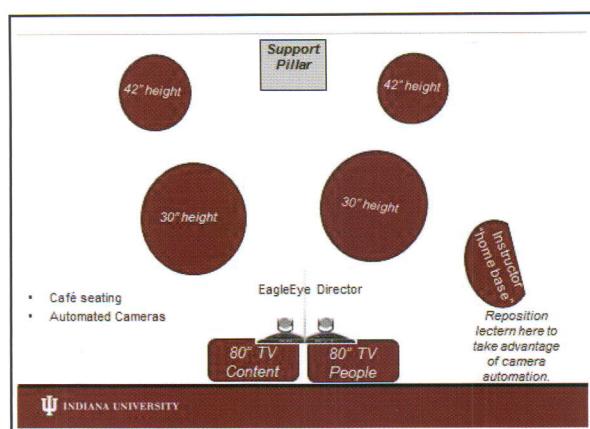 Support
Pillar
42" height
42" height
30" height
30" height
Instructor
"home base"
EagleEye Director
• Café seating
• Automated Cameras
Reposition
lectern here to
take advantage
of camera
automation.
80" TV
Content
80" TV
People
INDIANA UNIVERSITY